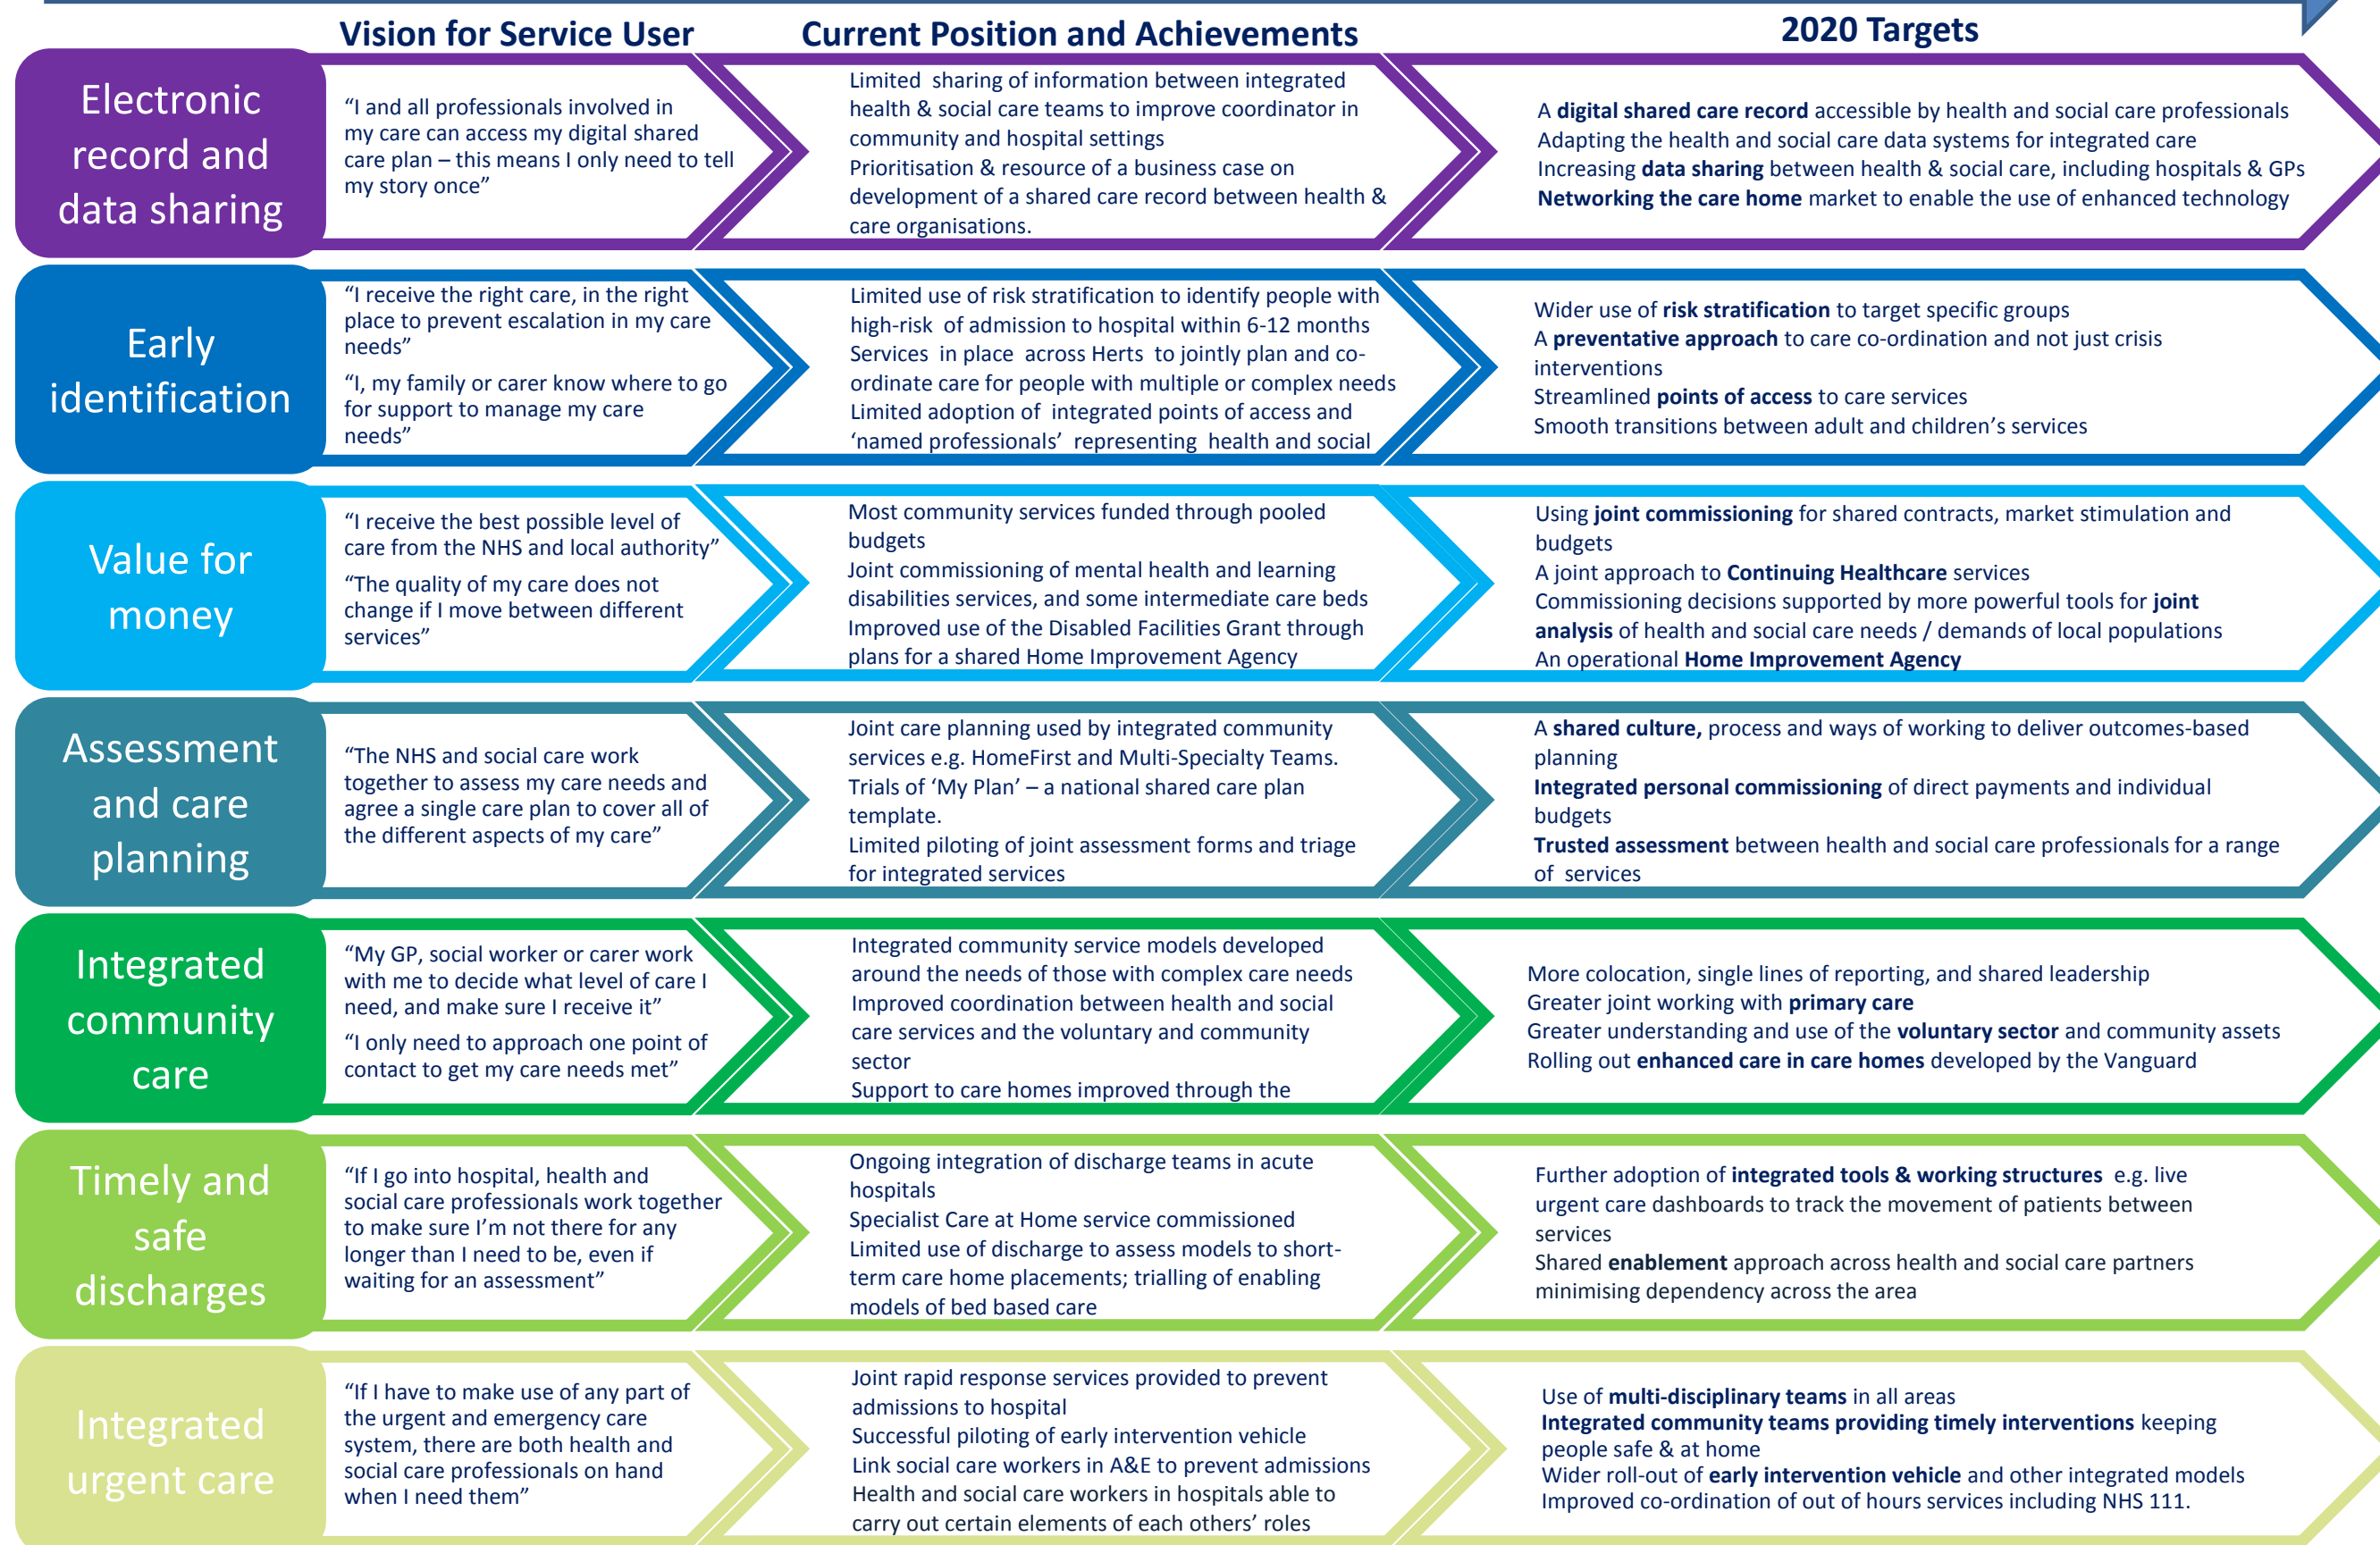 Vision for Service User
Current Position and Achievements
2020 Targets
Electronic
record and
data sharing
“I and all professionals involved in
my care can access my digital shared
care plan – this means I only need to tell
my story once”
Limited sharing of information between integrated
health & social care teams to improve coordinator in
community and hospital settings
Prioritisation & resource of a business case on
development of a shared care record between health &
care organisations.
A digital shared care record accessible by health and social care professionals
Adapting the health and social care data systems for integrated care
Increasing data sharing between health & social care, including hospitals & GPs
Networking the care home market to enable the use of enhanced technology
Early
identification
“I receive the right care, in the right
place to prevent escalation in my care
needs”
“I, my family or carer know where to go
for support to manage my care
needs”
Limited use of risk stratification to identify people with
high-risk of admission to hospital within 6-12 months
Services in place across Herts to jointly plan and co-
ordinate care for people with multiple or complex needs
Limited adoption of integrated points of access and
‘named professionals’ representing health and social
Wider use of risk stratification to target specific groups
A preventative approach to care co-ordination and not just crisis
interventions
Streamlined points of access to care services
Smooth transitions between adult and children’s services
Value for
money
“I receive the best possible level of
care from the NHS and local authority”
“The quality of my care does not
change if I move between different
services”
Most community services funded through pooled
budgets
Joint commissioning of mental health and learning
disabilities services, and some intermediate care beds
Improved use of the Disabled Facilities Grant through
plans for a shared Home Improvement Agency
Using joint commissioning for shared contracts, market stimulation and
budgets
A joint approach to Continuing Healthcare services
Commissioning decisions supported by more powerful tools for joint
analysis of health and social care needs / demands of local populations
An operational Home Improvement Agency
Assessment
and care
planning
“The NHS and social care work
together to assess my care needs and
agree a single care plan to cover all of
the different aspects of my care”
Joint care planning used by integrated community
services e.g. HomeFirst and Multi-Specialty Teams.
Trials of ‘My Plan’ – a national shared care plan
template.
Limited piloting of joint assessment forms and triage
for integrated services
A shared culture, process and ways of working to deliver outcomes-based
planning
Integrated personal commissioning of direct payments and individual
budgets
Trusted assessment between health and social care professionals for a range
of services
Integrated
community
care
“My GP, social worker or carer work
with me to decide what level of care I
need, and make sure I receive it”
“I only need to approach one point of
contact to get my care needs met”
Integrated community service models developed
around the needs of those with complex care needs
Improved coordination between health and social
care services and the voluntary and community
sector
Support to care homes improved through the
More colocation, single lines of reporting, and shared leadership
Greater joint working with primary care
Greater understanding and use of the voluntary sector and community assets
Rolling out enhanced care in care homes developed by the Vanguard
Timely and
safe
discharges
“If I go into hospital, health and
social care professionals work together
to make sure I’m not there for any
longer than I need to be, even if
waiting for an assessment”
Ongoing integration of discharge teams in acute
hospitals
Specialist Care at Home service commissioned
Limited use of discharge to assess models to short-
term care home placements; trialling of enabling
models of bed based care
Further adoption of integrated tools & working structures e.g. live
urgent care dashboards to track the movement of patients between
services
Shared enablement approach across health and social care partners
minimising dependency across the area
Integrated
urgent care
“If I have to make use of any part of
the urgent and emergency care
system, there are both health and
social care professionals on hand
when I need them”
Joint rapid response services provided to prevent
admissions to hospital
Successful piloting of early intervention vehicle
Link social care workers in A&E to prevent admissions
Health and social care workers in hospitals able to
carry out certain elements of each others’ roles
Use of multi-disciplinary teams in all areas
Integrated community teams providing timely interventions keeping
people safe & at home
Wider roll-out of early intervention vehicle and other integrated models
Improved co-ordination of out of hours services including NHS 111.